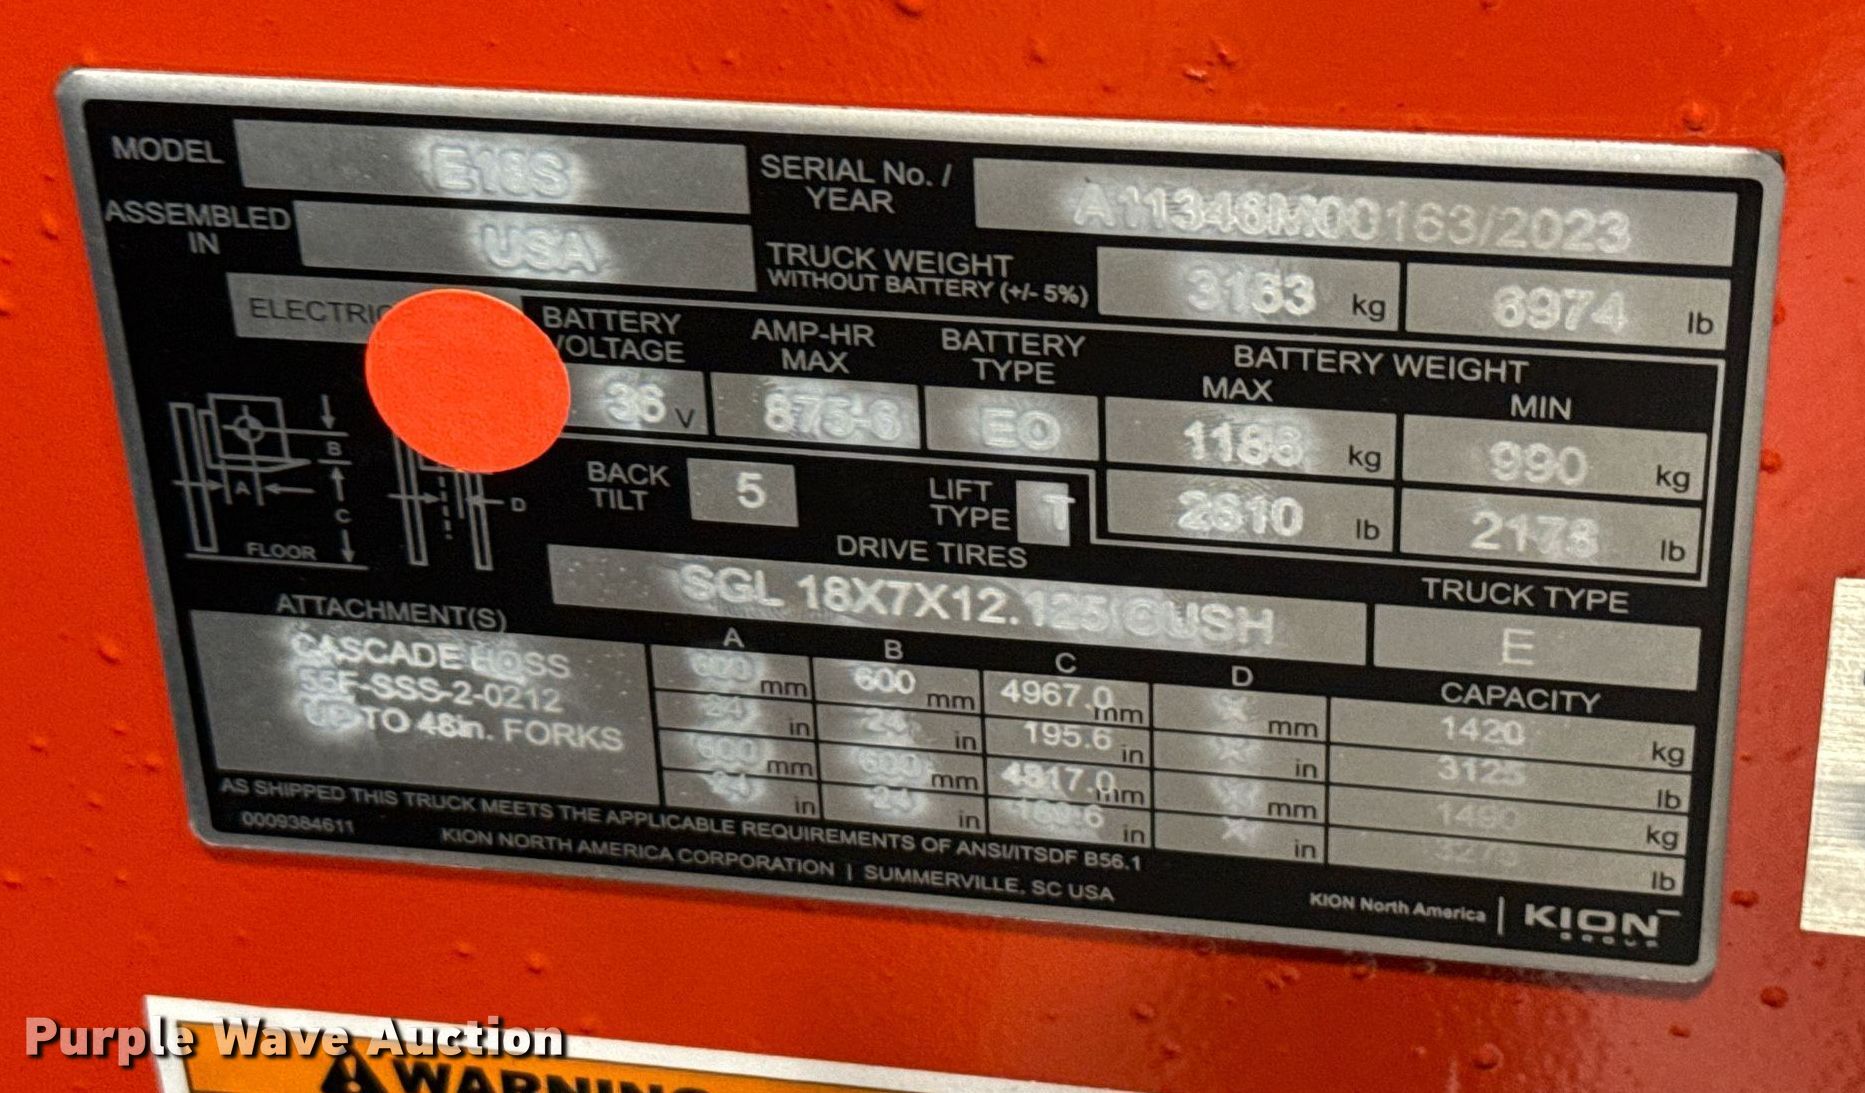 MODEL E16S SERIAL No. / YEAR A11346M00163/2023
ASSEMBLED IN USA TRUCK WEIGHT WITHOUT BATTERY (+/- 5%) 3163 kg 6974 lb
BATTERY VOLTAGE AMP-HR MAX BATTERY TYPE BATTERY WEIGHT
MAX MIN
36 V 875-6 EO 1186 kg 990 kg
BACK TILT 5 LIFT TYPE T 2610 lb 2178 lb
B
A
C
D
FLOOR
DRIVE TIRES TRUCK TYPE
SGL 18X7X12.125 CUSH E
ATTACHMENT(S) A B C D CAPACITY
CASCADE
55F-SSS-2-0212
UP TO 48in. FORKS
600 mm 600 mm 4967.0 mm mm 1420 kg
24 in 24 in 195.6 in in 3125 lb
600 mm 600 mm 4817.0 mm mm 1490 kg
24 in 24 in 189.6 in in lb
AS SHIPPED THIS TRUCK MEETS THE APPLICABLE REQUIREMENTS OF ANSI/ITSDF B56.1
0009384611 KION NORTH AMERICA CORPORATION | SUMMERVILLE, SC USA
KION North America | KION GROUP
Purple Wave Auction
WARNING